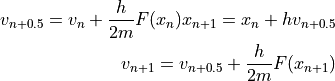 v_{n+0.5} = v_n + \frac{h}{2m} F(x_n) x_{n+1} = x_n + h v_{n+0.5}
v_{n+1} = v_{n+0.5} + \frac{h}{2m} F(x_{n+1})